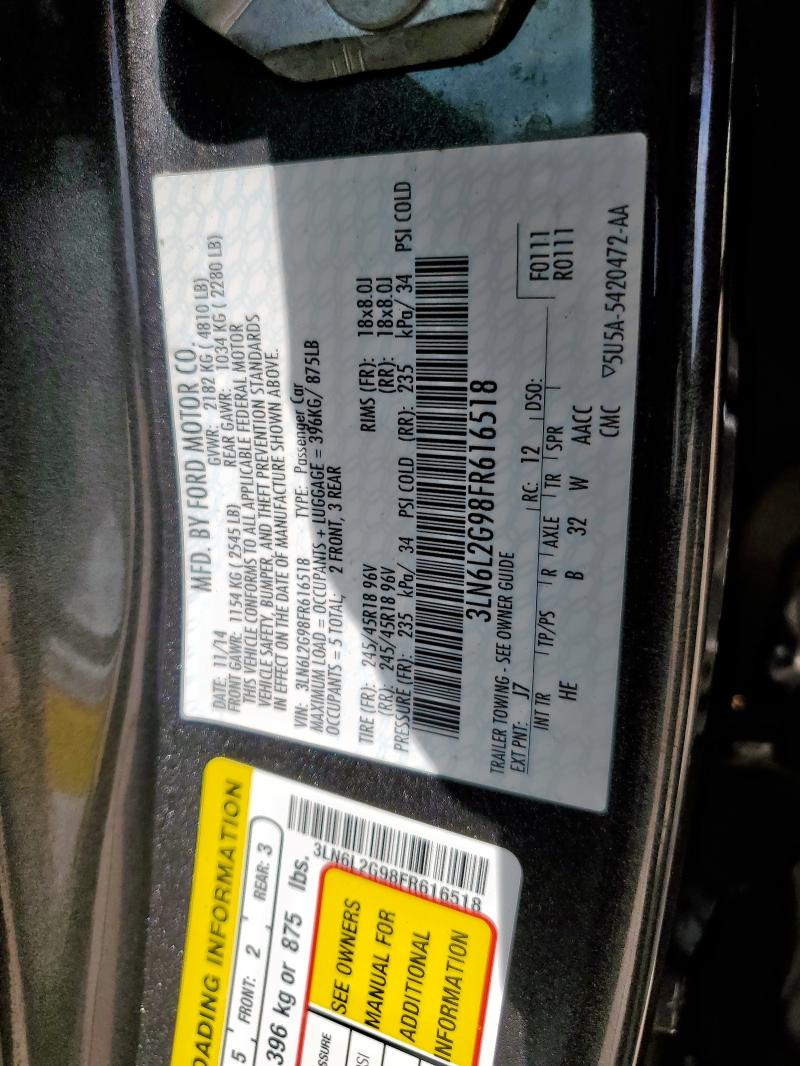 MFD. BY FORD MOTOR CO.
DATE: 11/14 GVWR: 2182 KG ( 4810 LB)
FRONT GAWR: 1154 KG ( 2545 LB) REAR GAWR: 1034 KG ( 2280 LB)
THIS VEHICLE CONFORMS TO ALL APPLICABLE FEDERAL MOTOR
VEHICLE SAFETY, BUMPER, AND THEFT PREVENTION STANDARDS
IN EFFECT ON THE DATE OF MANUFACTURE SHOWN ABOVE.
VIN: 3LN6L2G98FR616518 TYPE: Passenger Car
MAXIMUM LOAD = OCCUPANTS + LUGGAGE = 396KG/ 875LB
OCCUPANTS = 5 TOTAL, 2 FRONT, 3 REAR
TIRE (FR): 245/45R18 96V RIMS (FR): 18x8.0J
(RR): 245/45R18 96V (RR): 18x8.0J
PRESSURE (FR): 235 kPa/ 34 PSI COLD (RR): 235 kPa/ 34 PSI COLD
3LN6L2G98FR616518
TRAILER TOWING - SEE OWNER GUIDE
EXT PNT: J7 RC: 12 DSO: F0111
R0111
INT TR TP/PS R AXLE TR SPR
HE B 32 W AACC
CMC ▽5U5A-5420472-AA
OADING INFORMATION
5 FRONT: 2 REAR: 3
396 kg or 875 lbs.
3LN6L2G98FR616518
SSURE
SI
SEE OWNERS
MANUAL FOR
ADDITIONAL
INFORMATION